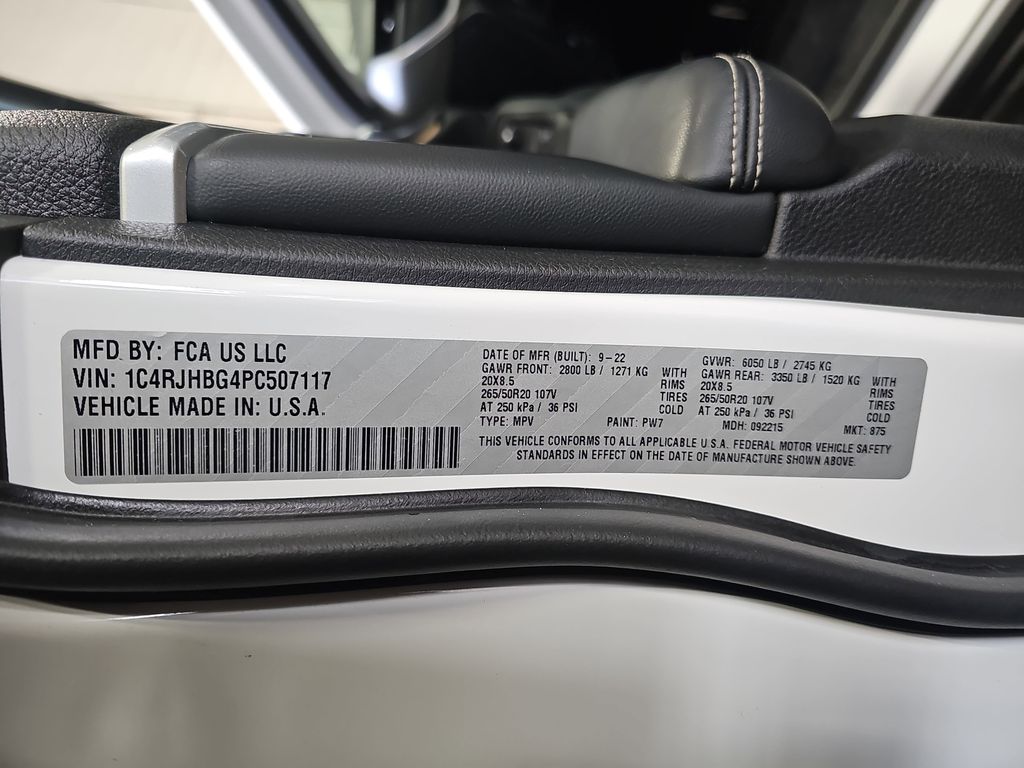 MFD BY: FCA US LLC
VIN: 1C4RJHBG4PC507117
VEHICLE MADE IN: U.S.A.
DATE OF MFR (BUILT): 9-22
GAWR FRONT: 2800 LB / 1271 KG WITH
20X8.5 RIMS
265/50R20 107V TIRES
AT 250 kPa / 36 PSI COLD
TYPE: MPV PAINT: PW7
GVWR: 6050 LB / 2745 KG
GAWR REAR: 3350 LB / 1520 KG WITH
20X8.5 RIMS
265/50R20 107V TIRES
AT 250 kPa / 36 PSI COLD
MDH: 092215 MKT: 875
THIS VEHICLE CONFORMS TO ALL APPLICABLE U.S.A. FEDERAL MOTOR VEHICLE SAFETY
STANDARDS IN EFFECT ON THE DATE OF MANUFACTURE SHOWN ABOVE.